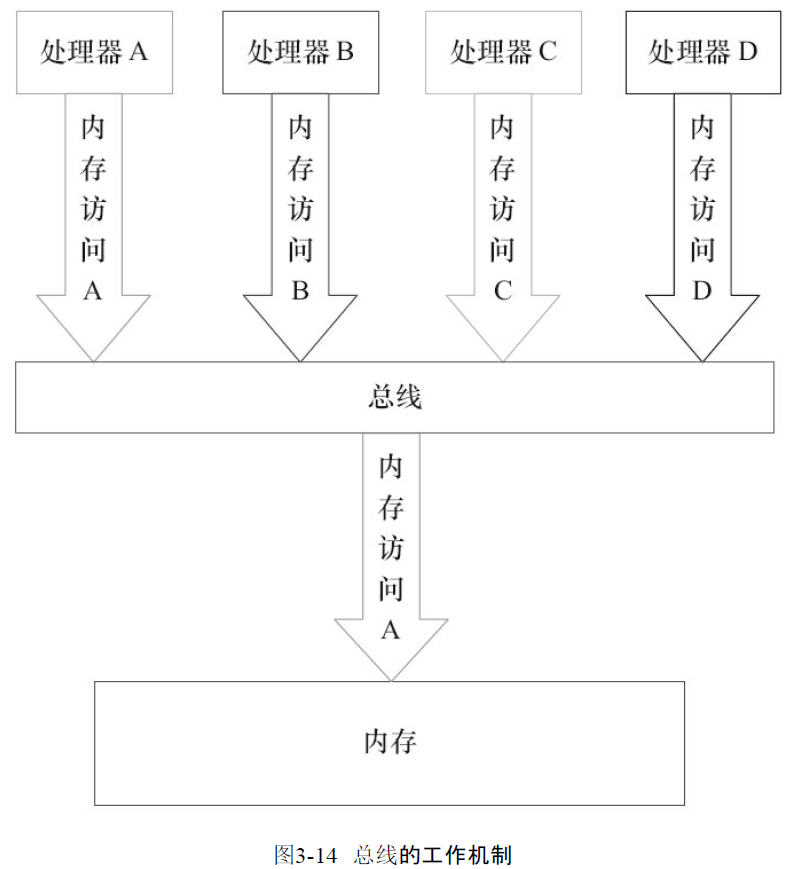 处理器 A
处理器 B
处理器 C
处理器 D
内存访问 A
内存访问 B
内存访问 C
内存访问 D
总线
内存访问 A
内存
图3-14 总线的工作机制